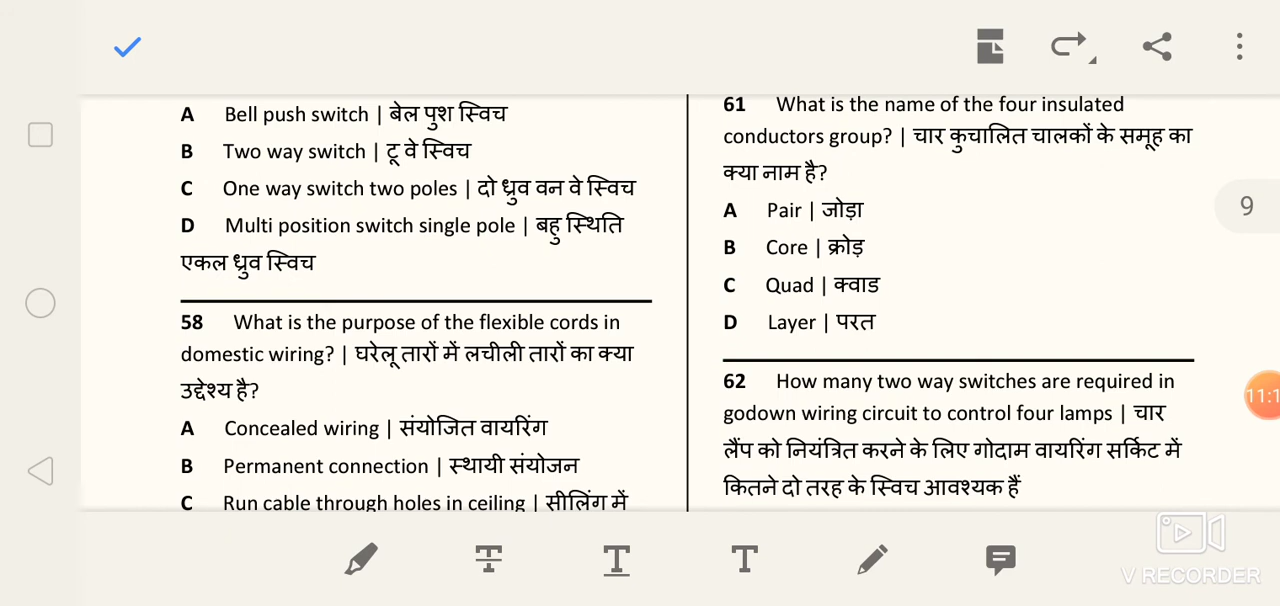 A Bell push switch | बेल पुश स्विच
B Two way switch | टू वे स्विच
C One way switch two poles | दो ध्रुव वन वे स्विच
D Multi position switch single pole | बहु स्थिति
एकल ध्रुव स्विच
58 What is the purpose of the flexible cords in
domestic wiring? | घरेलू तारों में लचीली तारों का क्या
उद्देश्य है?
A Concealed wiring | संयोजित वायरिंग
B Permanent connection | स्थायी संयोजन
C Run cable through holes in ceiling | सीलिंग में
61 What is the name of the four insulated
conductors group? | चार कुचालित चालकों के समूह का
क्या नाम है?
A Pair | जोड़ा
B Core | क्रोड़
C Quad | क्वाड
D Layer | परत
62 How many two way switches are required in
godown wiring circuit to control four lamps | चार
लैंप को नियंत्रित करने के लिए गोदाम वायरिंग सर्किट में
कितने दो तरह के स्विच आवश्यक हैं
9
11:1
T
T
T
V RECORDER